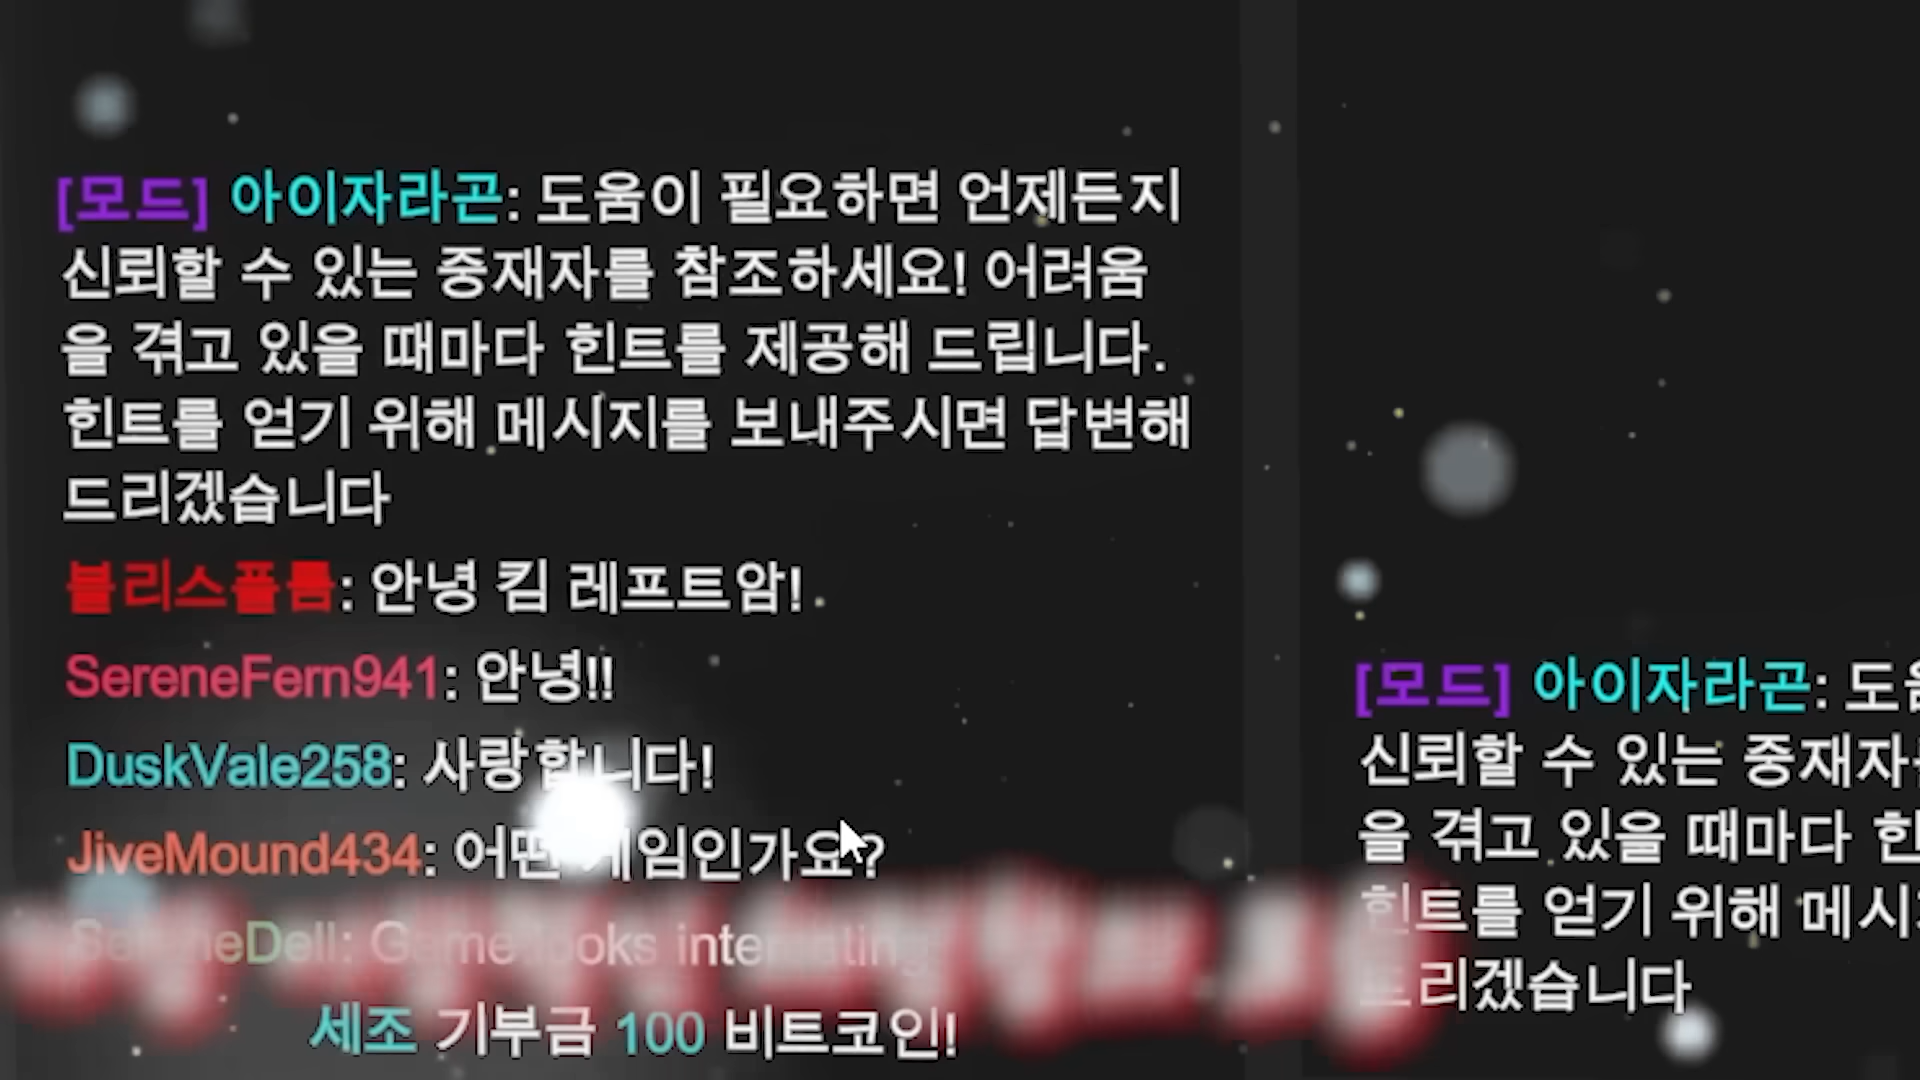 [모드] 아이자라곤: 도움이 필요하면 언제든지
신뢰할 수 있는 중재자를 참조하세요! 어려움
을 겪고 있을 때마다 힌트를 제공해 드립니다.
힌트를 얻기 위해 메시지를 보내주시면 답변해
드리겠습니다
블리스플룸: 안녕 킴 레프트암!
SereneFern941: 안녕!!
DuskVale258: 사랑합니다!
JiveMound434: 어떤 게임인가요?
SereneDell: Game looks interesting
세조 기부금 100 비트코인!
[모드] 아이자라곤:
신뢰할 수 있는 중재자
을 겪고 있을 때마다
힌트를 얻기 위해 메시
드리겠습니다